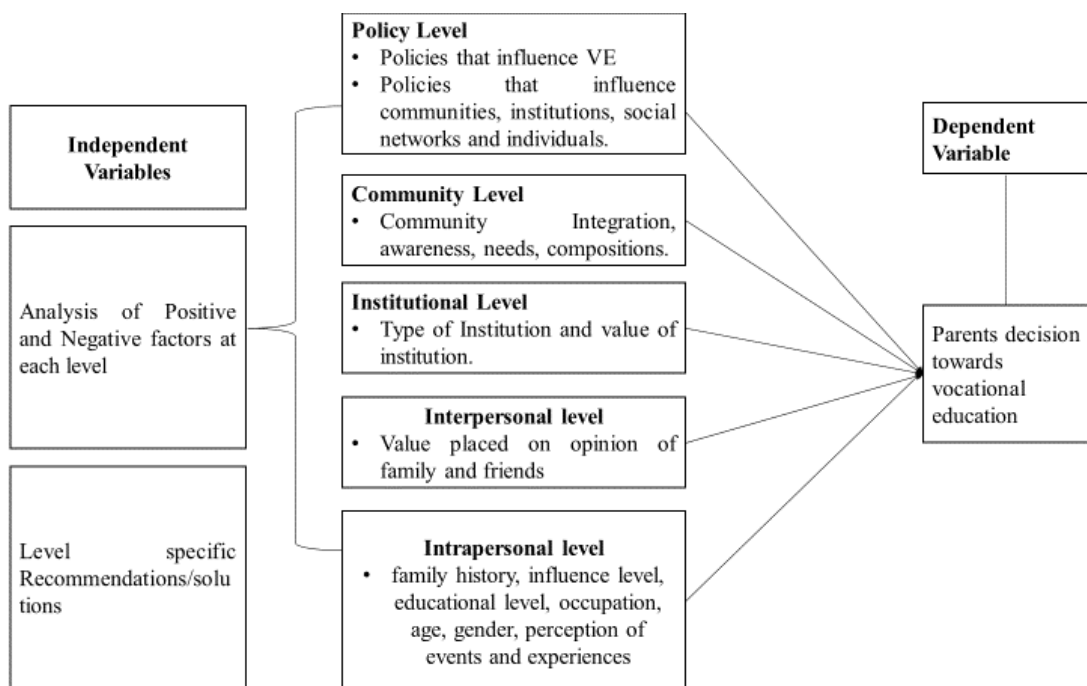 Independent
Variables
Analysis of Positive
and Negative factors at
each level
Level specific
Recommendations/solu
tions
Policy Level
• Policies that influence VE
• Policies that influence
communities, institutions, social
networks and individuals.
Community Level
• Community Integration,
awareness, needs, compositions.
Institutional Level
• Type of Institution and value of
institution.
Interpersonal level
• Value placed on opinion of
family and friends
Intrapersonal level
• family history, influence level,
educational level, occupation,
age, gender, perception of
events and experiences
Dependent
Variable
Parents decision
towards
vocational
education